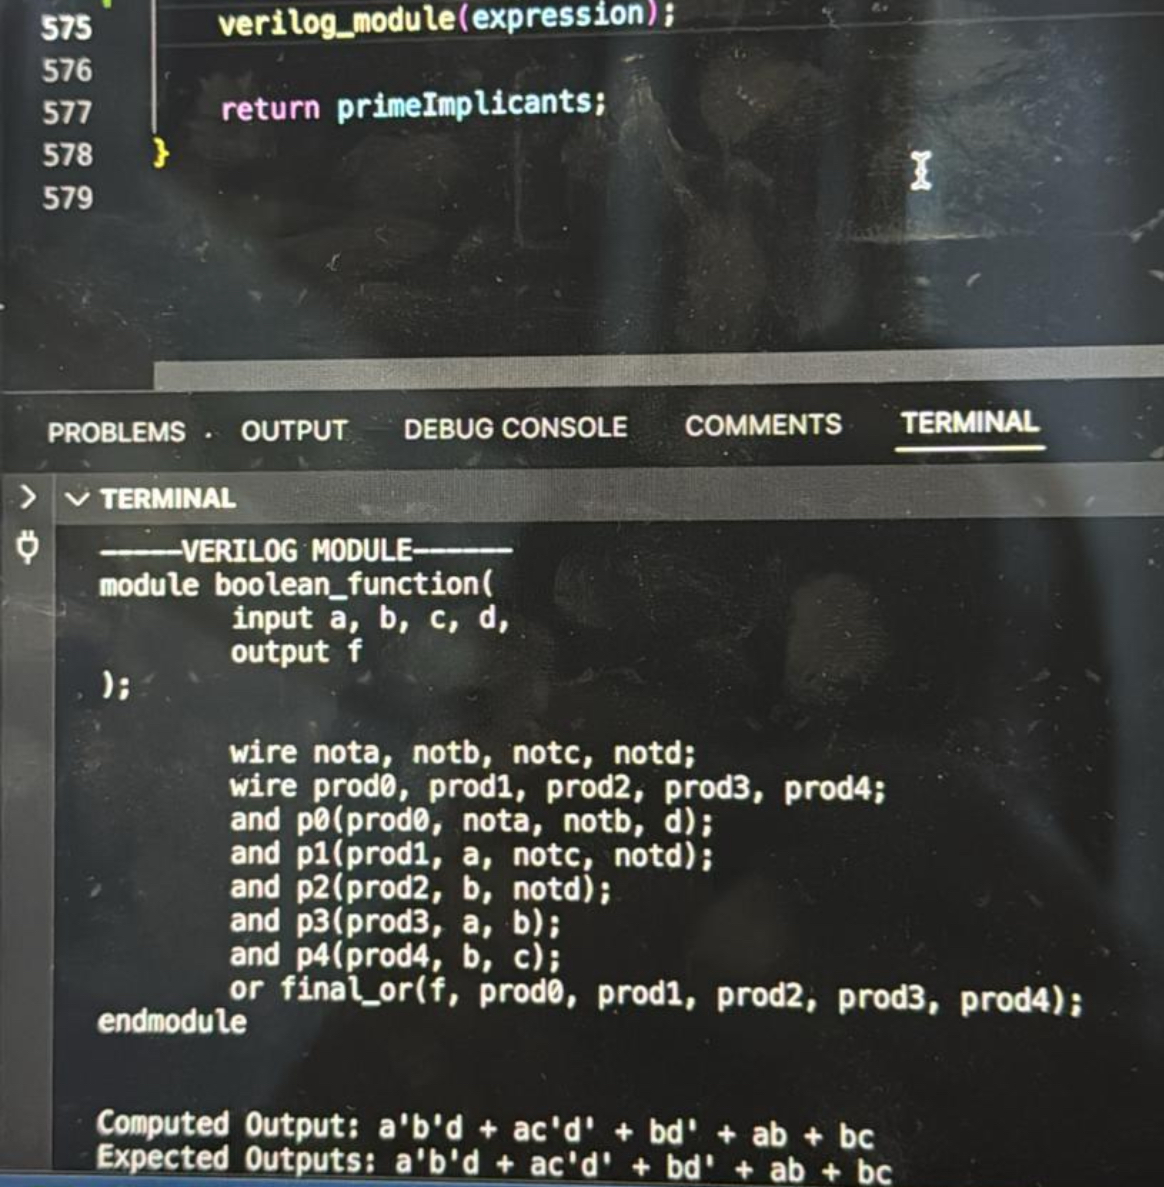 575 verilog_module(expression);
576
577 return primeImplicants;
578 }
579
PROBLEMS OUTPUT DEBUG CONSOLE COMMENTS TERMINAL
TERMINAL
-----VERILOG MODULE------
module boolean_function(
input a, b, c, d,
output f
);
wire nota, notb, notc, notd;
wire prod0, prod1, prod2, prod3, prod4;
and p0(prod0, nota, notb, d);
and p1(prod1, a, notc, notd);
and p2(prod2, b, notd);
and p3(prod3, a, b);
and p4(prod4, b, c);
or final_or(f, prod0, prod1, prod2, prod3, prod4);
endmodule
Computed Output: a'b'd + ac'd' + bd' + ab + bc
Expected Outputs: a'b'd + ac'd' + bd' + ab + bc